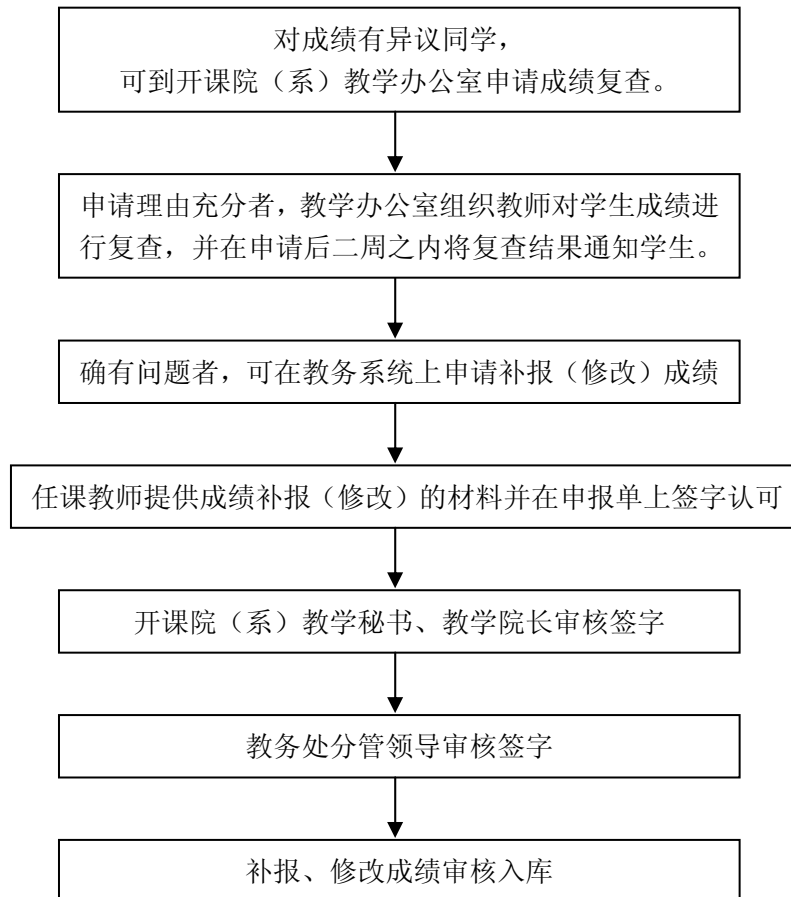 对成绩有异议同学，
可到开课院（系）教学办公室申请成绩复查。
申请理由充分者，教学办公室组织教师对学生成绩进
行复查，并在申请后二周之内将复查结果通知学生。
确有问题者，可在教务系统上申请补报（修改）成绩
任课教师提供成绩补报（修改）的材料并在申报单上签字认可
开课院（系）教学秘书、教学院长审核签字
教务处分管领导审核签字
补报、修改成绩审核入库